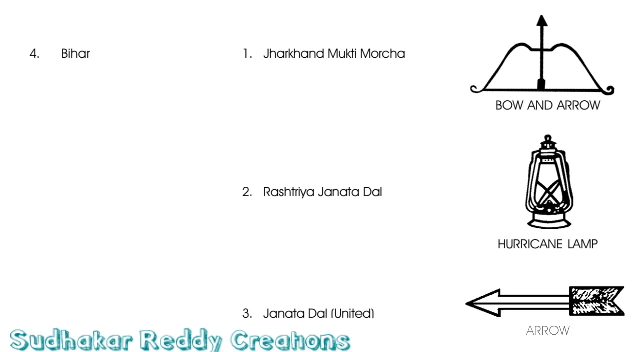 4. Bihar 1. Jharkhand Mukti Morcha
BOW AND ARROW
2. Rashtriya Janata Dal
HURRICANE LAMP
3. Janata Dal (United)
ARROW
Sudhakar Reddy Creations